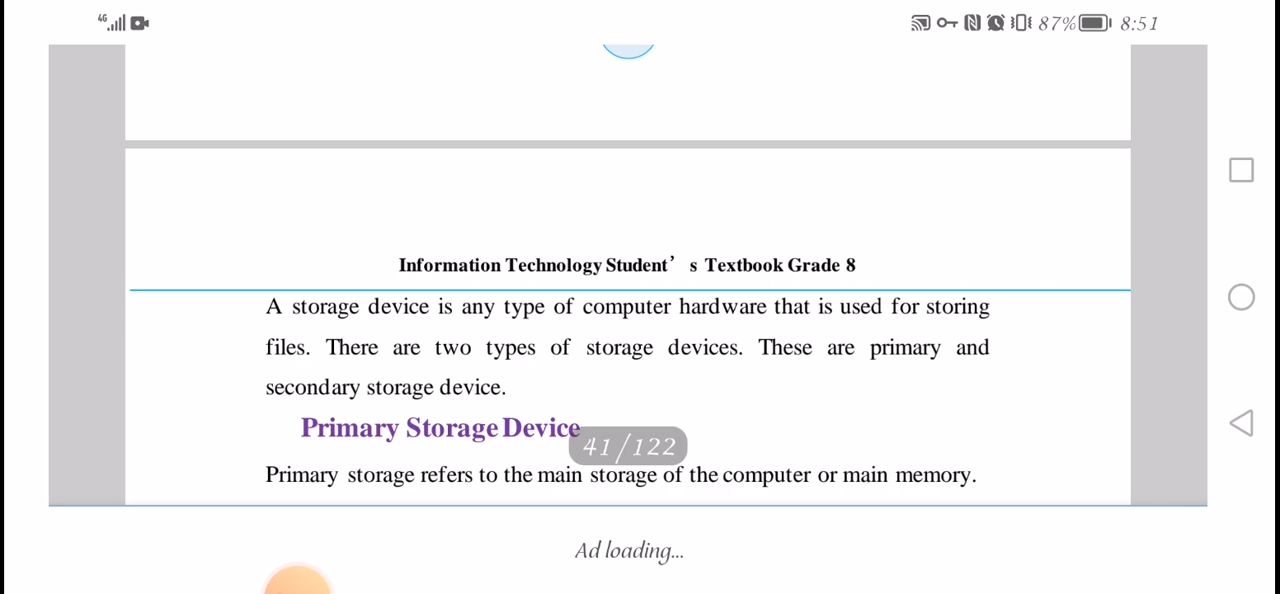 4G 87% 8:51
Information Technology Student’ s Textbook Grade 8
A storage device is any type of computer hardware that is used for storing
files. There are two types of storage devices. These are primary and
secondary storage device.
Primary Storage Device
41/122
Primary storage refers to the main storage of the computer or main memory.
Ad loading...